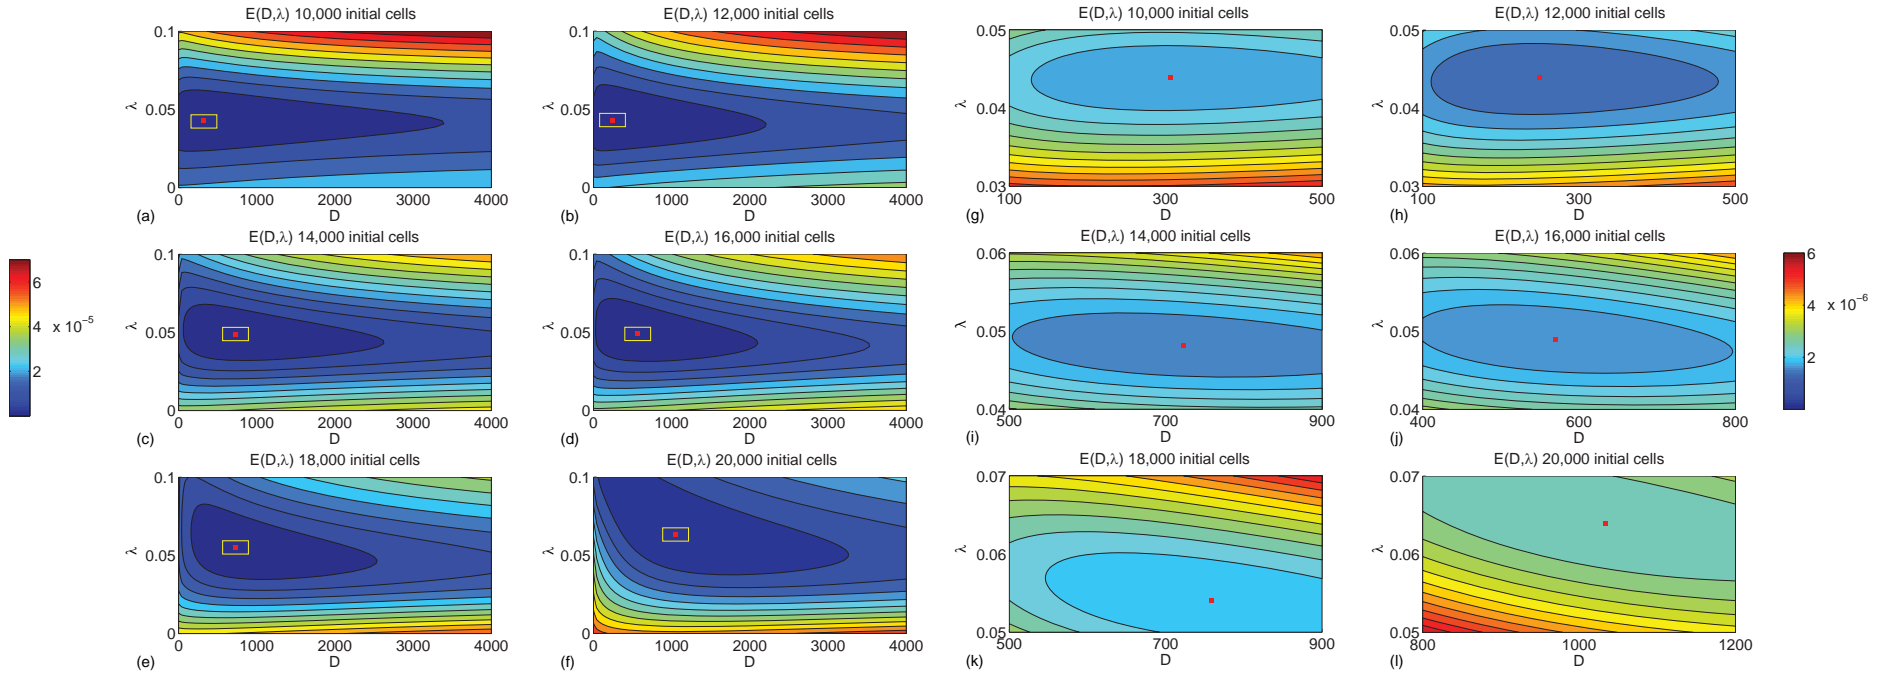 E(D,λ) 10,000 initial cells
E(D,λ) 12,000 initial cells
E(D,λ) 10,000 initial cells
E(D,λ) 12,000 initial cells
0.1
0.05
0
λ
0 1000 2000 3000 4000
(a)
D
0.1
0.05
0
λ
0 1000 2000 3000 4000
(b)
D
0.05
0.04
0.03
λ
100 300 500
(g)
D
0.05
0.04
0.03
λ
100 300 500
(h)
D
E(D,λ) 14,000 initial cells
E(D,λ) 16,000 initial cells
E(D,λ) 14,000 initial cells
E(D,λ) 16,000 initial cells
6
4 x 10⁻⁵
2
0.1
0.05
0
λ
0 1000 2000 3000 4000
(c)
D
0.1
0.05
0
λ
0 1000 2000 3000 4000
(d)
D
0.06
0.05
0.04
λ
500 700 900
(i)
D
0.06
0.05
0.04
λ
400 600 800
(j)
D
6
4 x 10⁻⁶
2
E(D,λ) 18,000 initial cells
E(D,λ) 20,000 initial cells
E(D,λ) 18,000 initial cells
E(D,λ) 20,000 initial cells
0.1
0.05
0
λ
0 1000 2000 3000 4000
(e)
D
0.1
0.05
0
λ
0 1000 2000 3000 4000
(f)
D
0.07
0.06
0.05
λ
500 700 900
(k)
D
0.07
0.06
0.05
λ
800 1000 1200
(l)
D